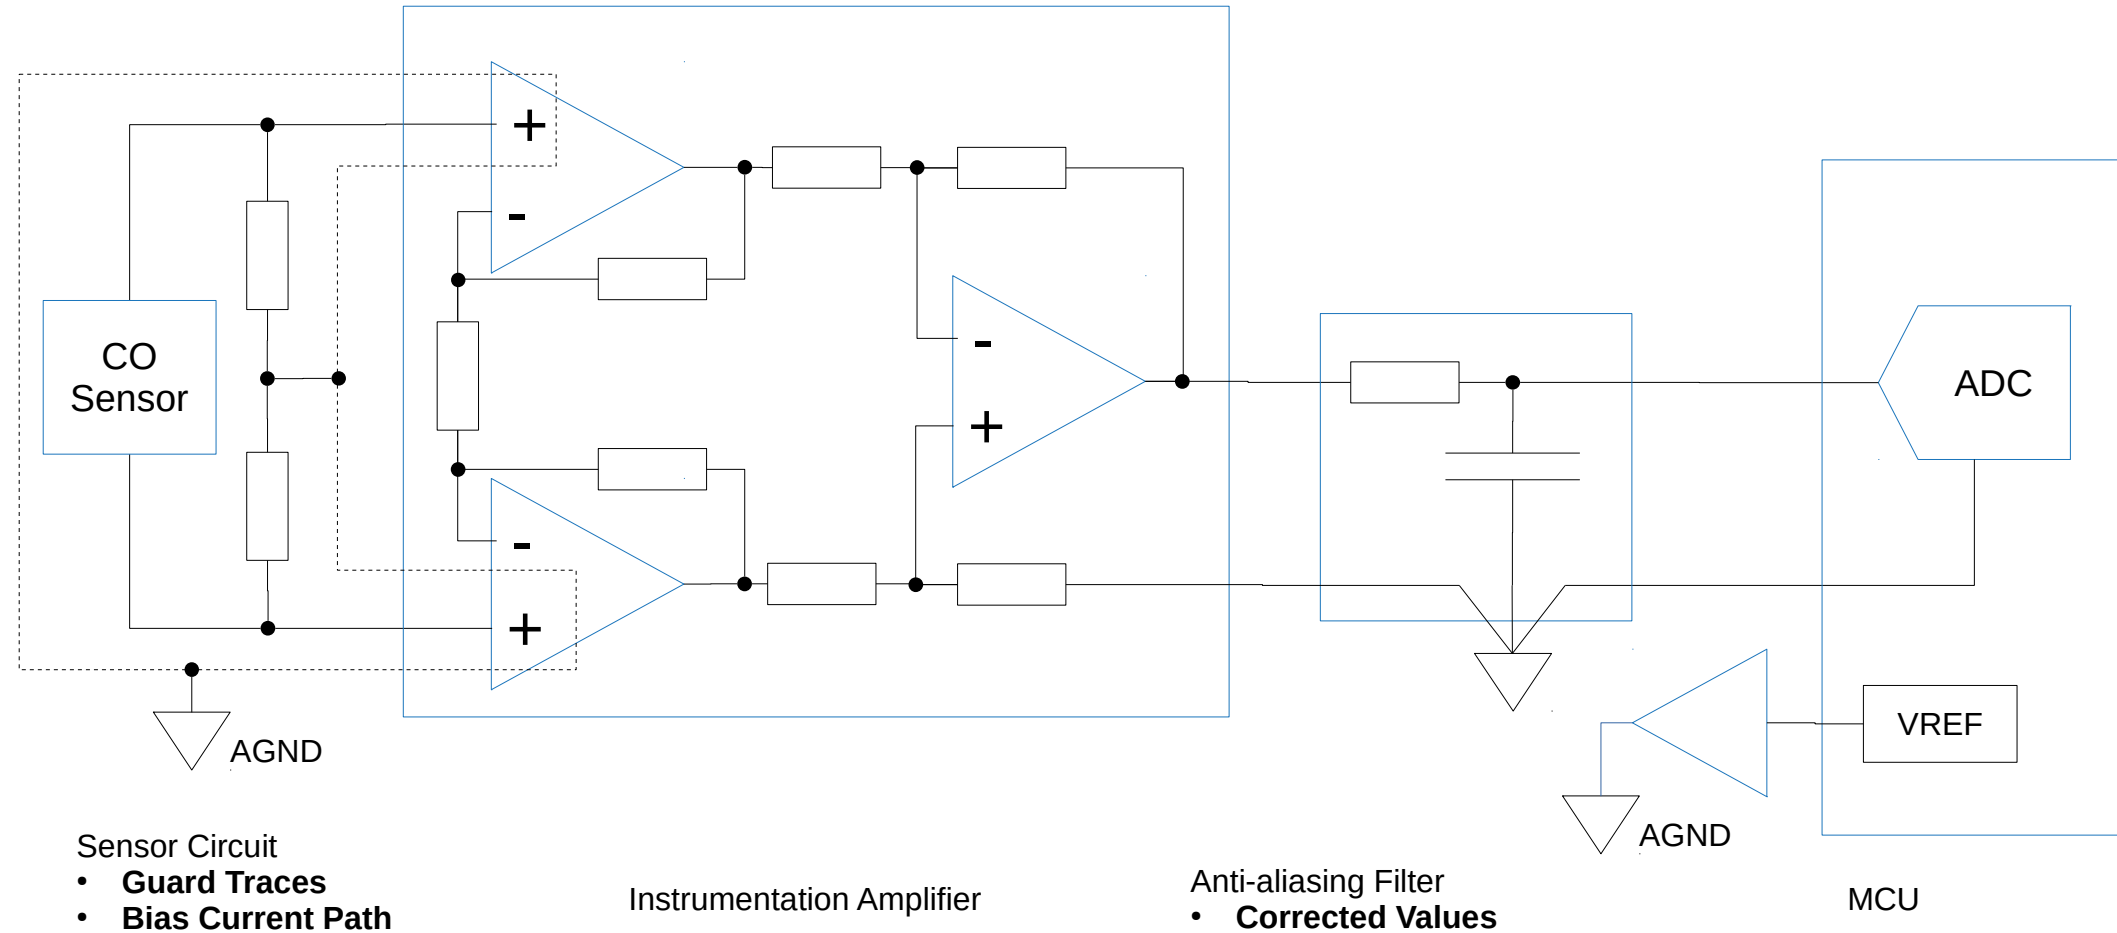 +
-
CO
Sensor
-
+
-
+
ADC
VREF
AGND
AGND
Sensor Circuit
• Guard Traces
• Bias Current Path
Instrumentation Amplifier
Anti-aliasing Filter
• Corrected Values
MCU